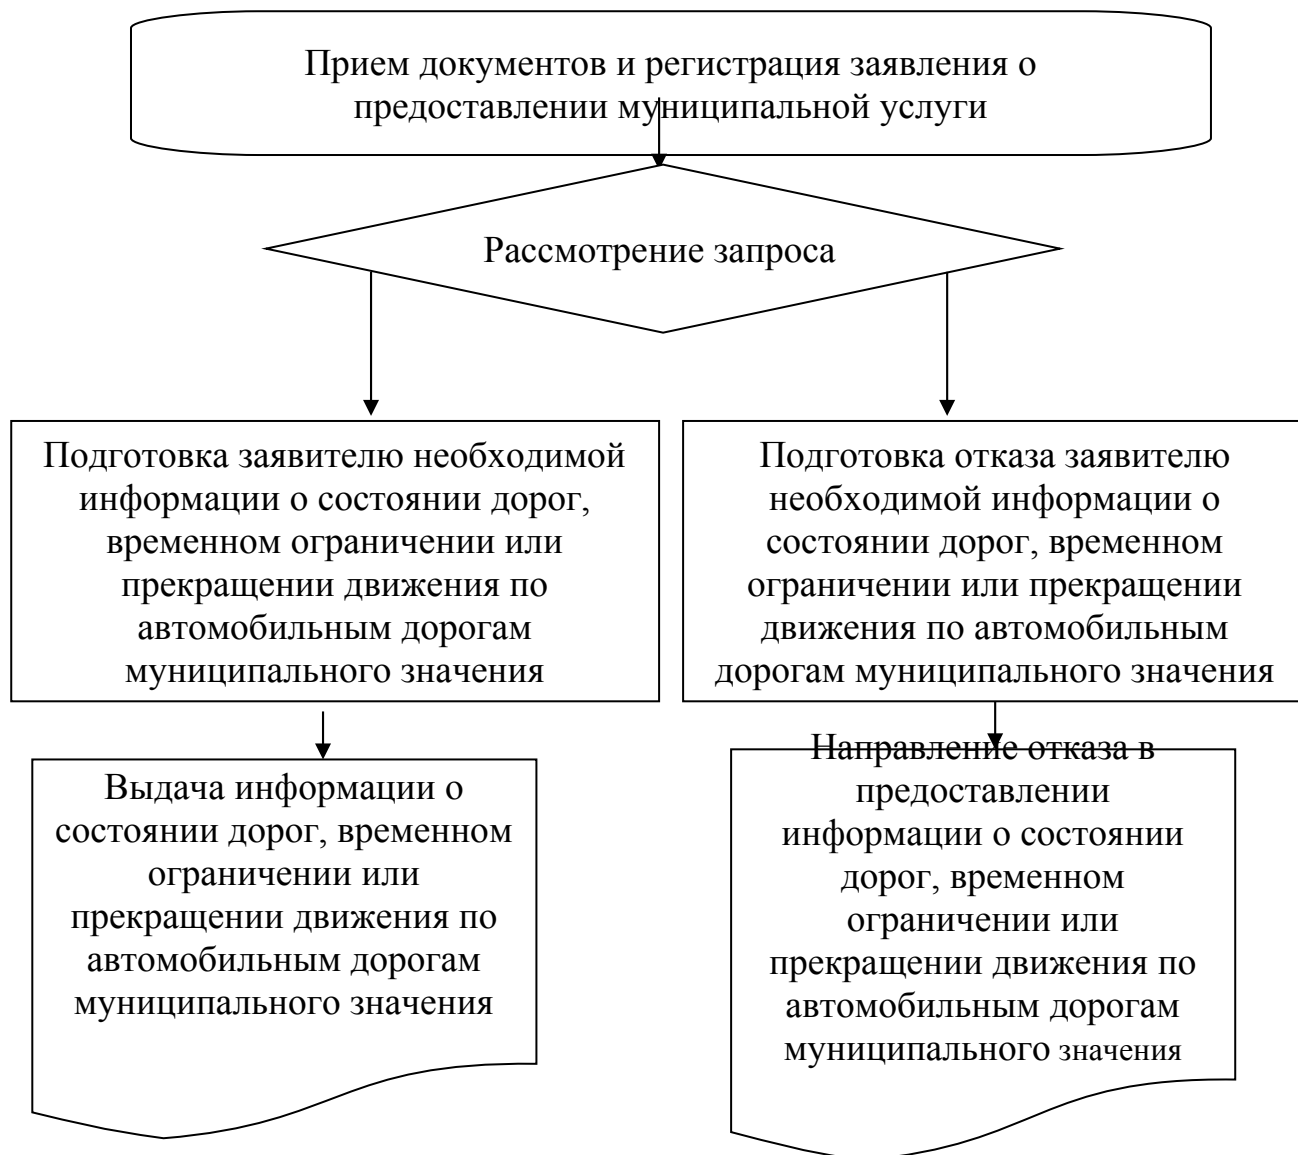 Прием документов и регистрация заявления о
предоставлении муниципальной услуги
Рассмотрение запроса
Подготовка заявителю необходимой
информации о состоянии дорог,
временном ограничении или
прекращении движения по
автомобильным дорогам
муниципального значения
Подготовка отказа заявителю
необходимой информации о
состоянии дорог, временном
ограничении или прекращении
движения по автомобильным
дорогам муниципального значения
Выдача информации о
состоянии дорог, временном
ограничении или
прекращении движения по
автомобильным дорогам
муниципального значения
Направление отказа в
предоставлении
информации о состоянии
дорог, временном
ограничении или
прекращении движения по
автомобильным дорогам
муниципального значения